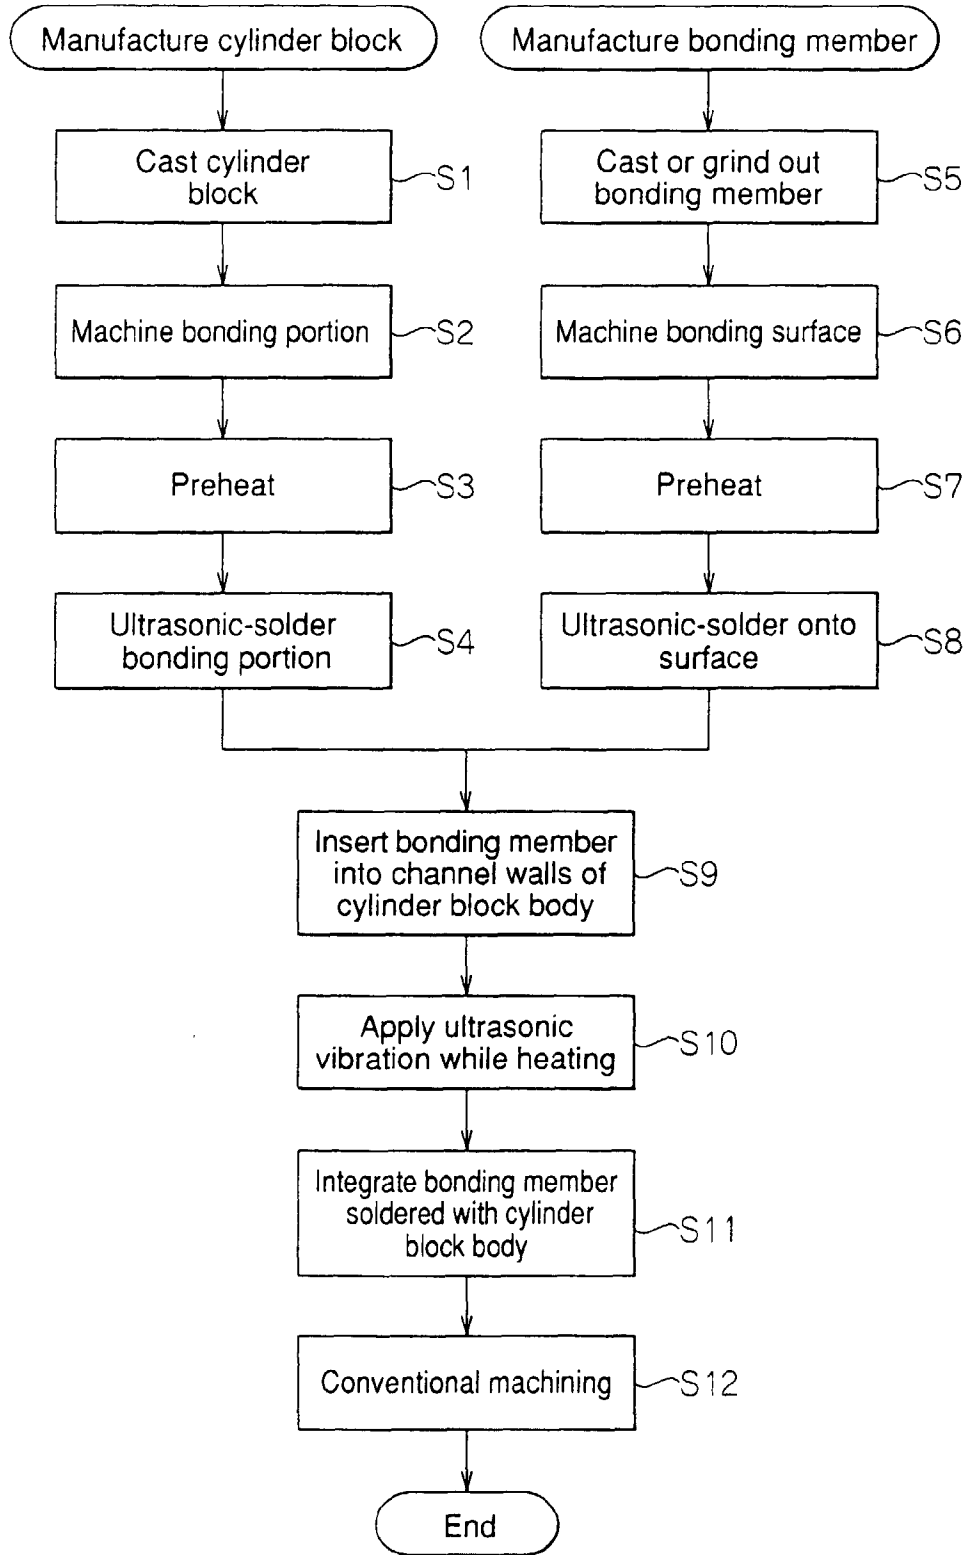 Manufacture cylinder block
Manufacture bonding member
Cast cylinder
block
S1
Cast or grind out
bonding member
S5
Machine bonding portion
S2
Machine bonding surface
S6
Preheat
S3
Preheat
S7
Ultrasonic-solder
bonding portion
S4
Ultrasonic-solder onto
surface
S8
Insert bonding member
into channel walls of
cylinder block body
S9
Apply ultrasonic
vibration while heating
S10
Integrate bonding member
soldered with cylinder
block body
S11
Conventional machining
S12
End